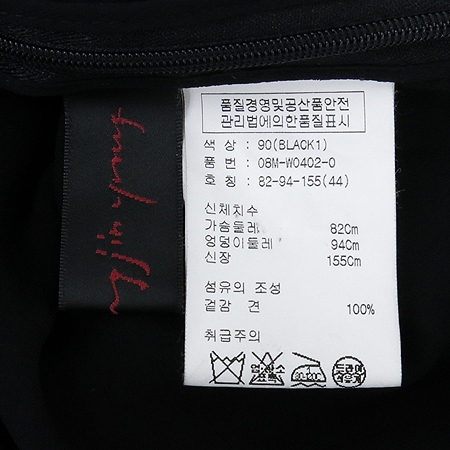 품질경영및공산품안전
관리법에의한품질표시
색 상 : 90(BLACK1)
품 번 : 08M-W0402-0
호 칭 : 82-94-155(44)
신체치수
가슴둘레 82Cm
엉덩이둘레 94Cm
신장 155Cm
섬유의 조성
겉감 견 100%
취급주의
드라이